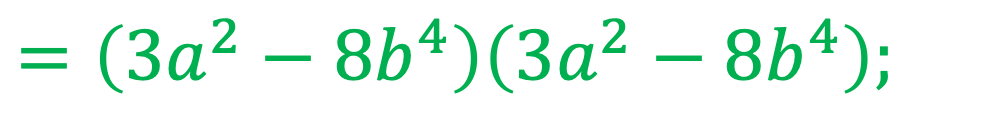 = (3a² − 8b⁴)(3a² − 8b⁴);